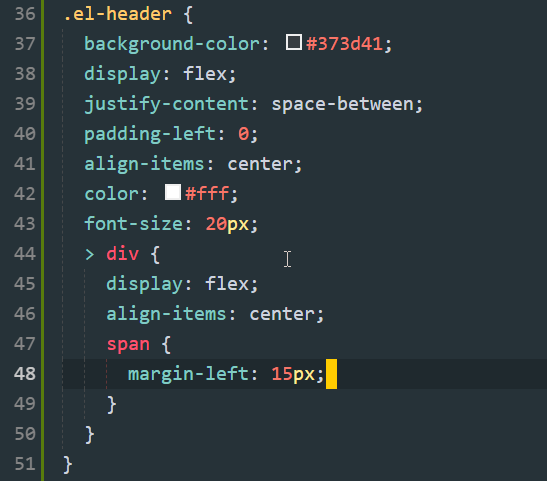 36 .el-header {
37   background-color: #373d41;
38   display: flex;
39   justify-content: space-between;
40   padding-left: 0;
41   align-items: center;
42   color: #fff;
43   font-size: 20px;
44   > div {
45     display: flex;
46     align-items: center;
47     span {
48       margin-left: 15px;
49     }
50   }
51 }